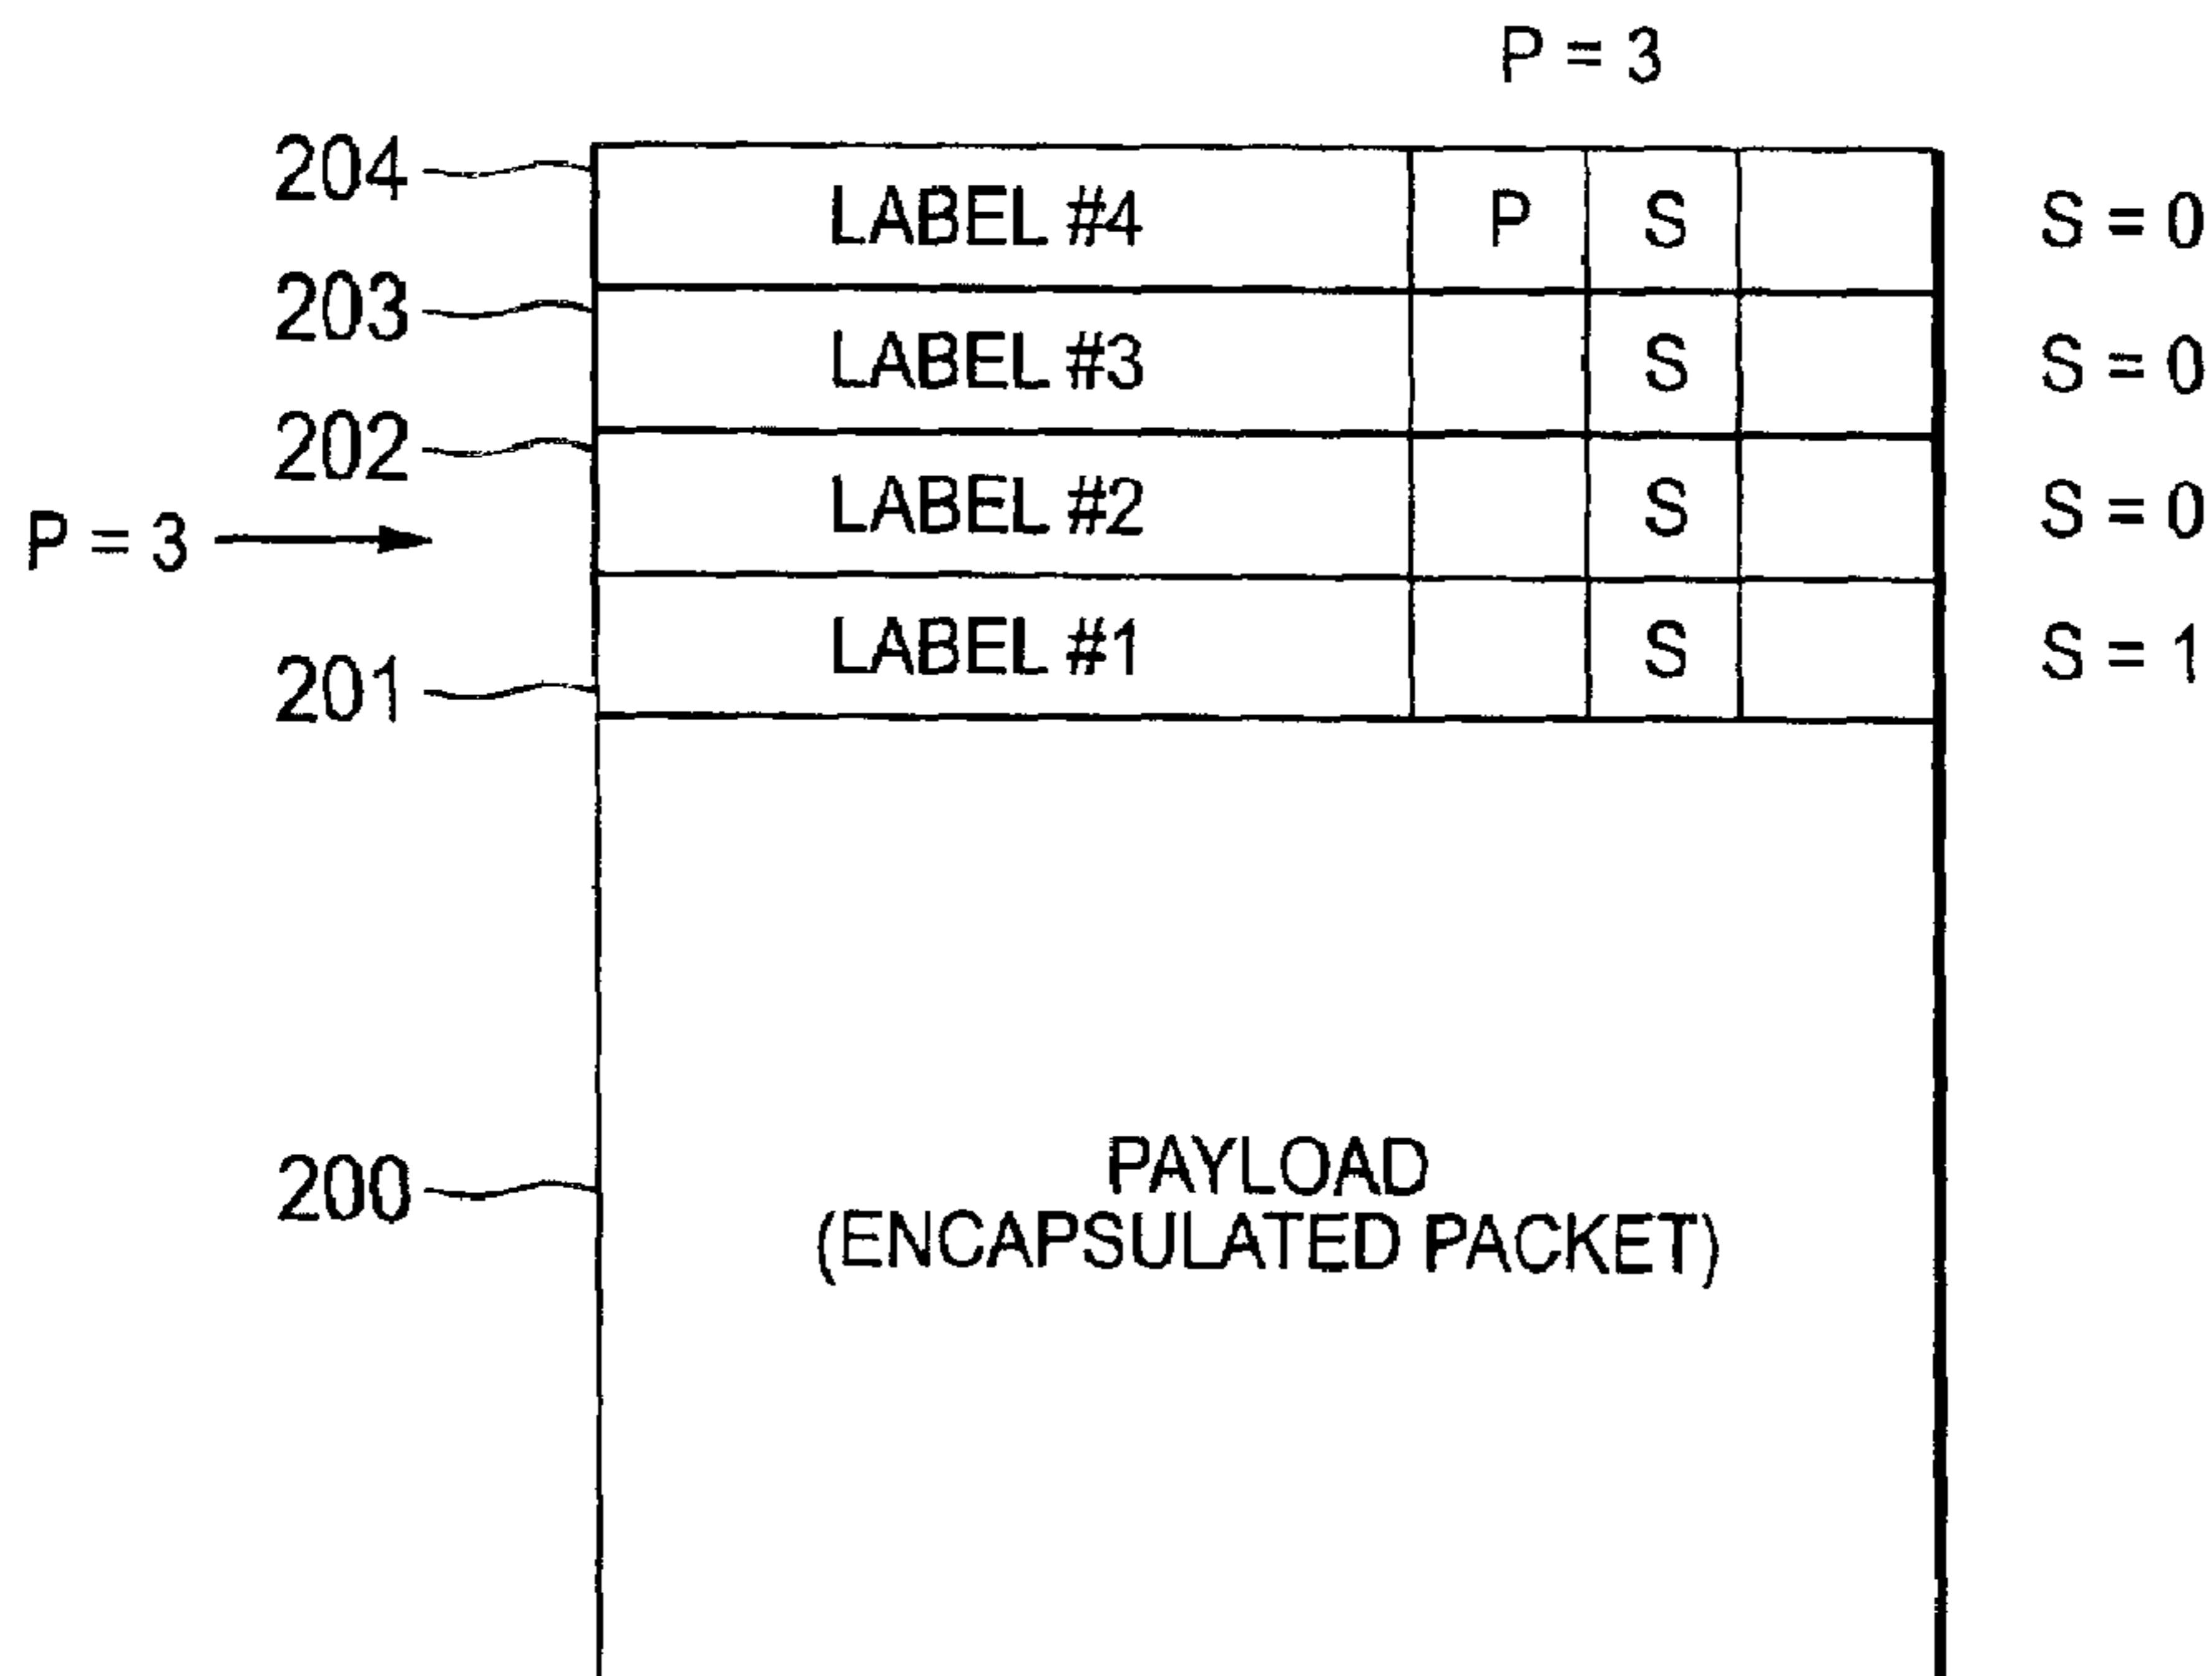 P = 3
204 LABEL #4 P S S = 0
203 LABEL #3 S S = 0
202 LABEL #2 S S = 0
P = 3
201 LABEL #1 S S = 1
200 PAYLOAD
(ENCAPSULATED PACKET)